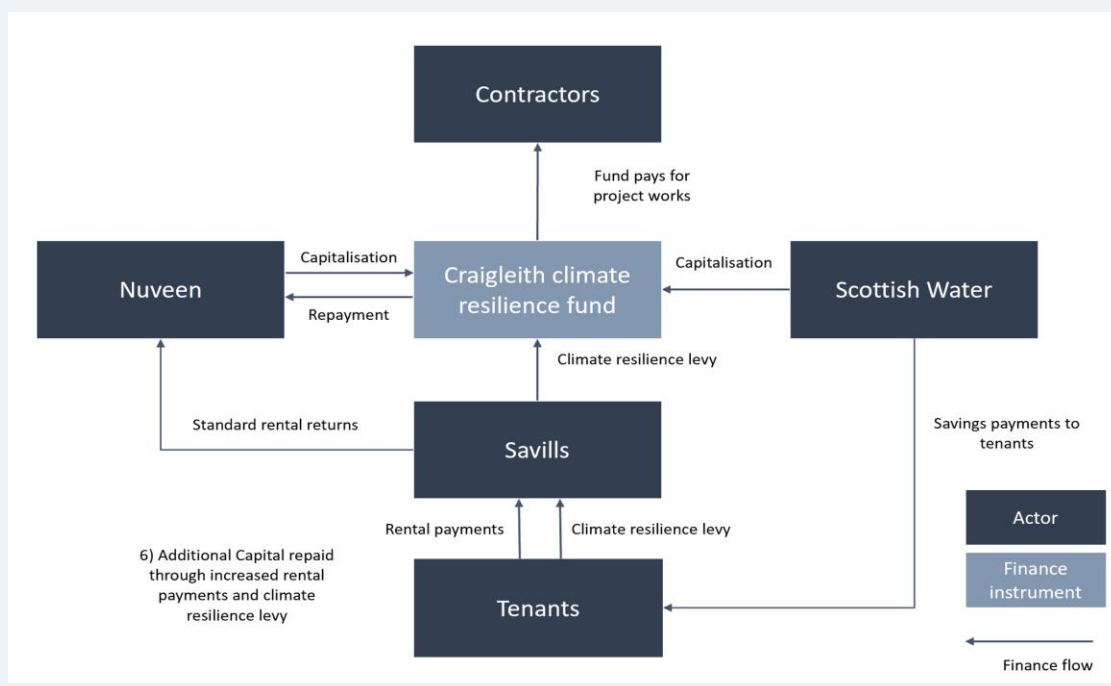 Contractors
Fund pays for
project works
Nuveen
Capitalisation
Repayment
Craigleith climate
resilience fund
Capitalisation
Scottish Water
Climate resilience levy
Standard rental returns
Savills
Savings payments to
tenants
Rental payments
Climate resilience levy
6) Additional Capital repaid
through increased rental
payments and climate
resilience levy
Tenants
Actor
Finance
instrument
Finance flow